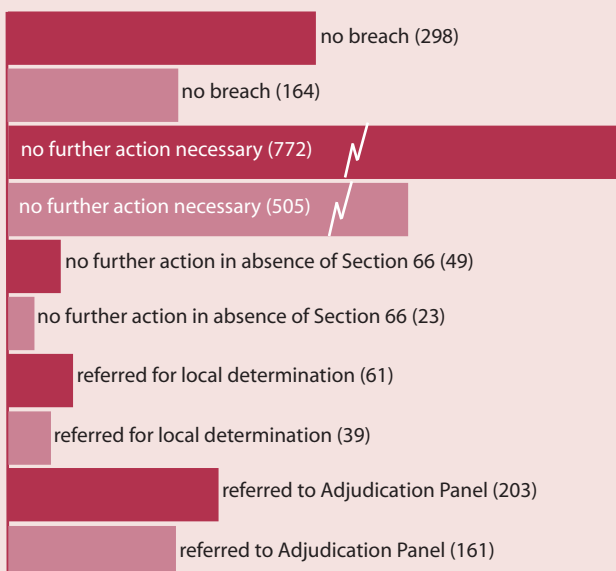 no breach (298)
no breach (164)
no further action necessary (772)
no further action necessary (505)
no further action in absence of Section 66 (49)
no further action in absence of Section 66 (23)
referred for local determination (61)
referred for local determination (39)
referred to Adjudication Panel (203)
referred to Adjudication Panel (161)